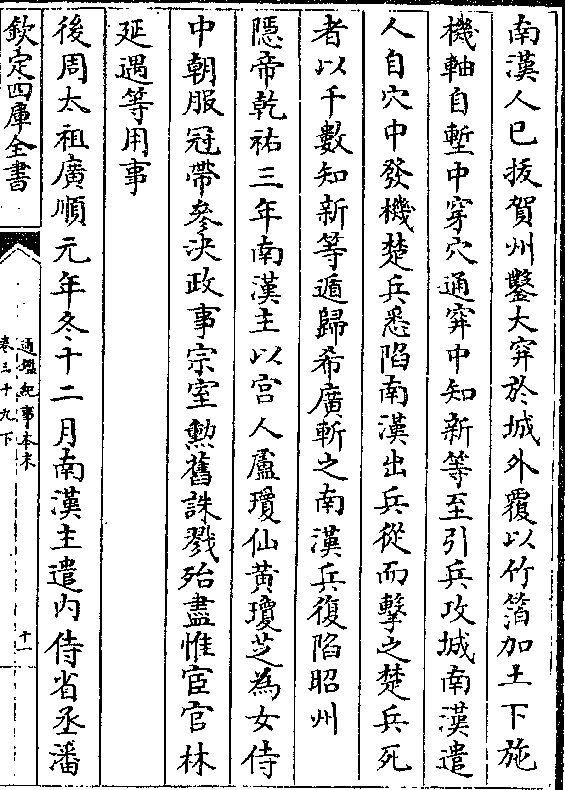 南漢人已拔賀州鑿大穽於城外覆以竹箔加土下施
機軸自塹中穿穴通穽中知新等至引兵攻城南漢遣
人自穴中發機楚兵悉陷南漢出兵從而擊之楚兵死
者以千數知新等遁歸希廣斬之南漢兵復陷昭州
隱帝乾祐三年南漢主以宮人盧瓊仙黃瓊芝為女侍
中朝服冠帶參決政事宗室勲舊誅戮殆盡惟宦官林
延遇等用事
後周太祖廣順元年冬十二月南漢主遣內侍省丞潘
欽定四庫全書
通鑑紀事本末
卷三十九下
十一